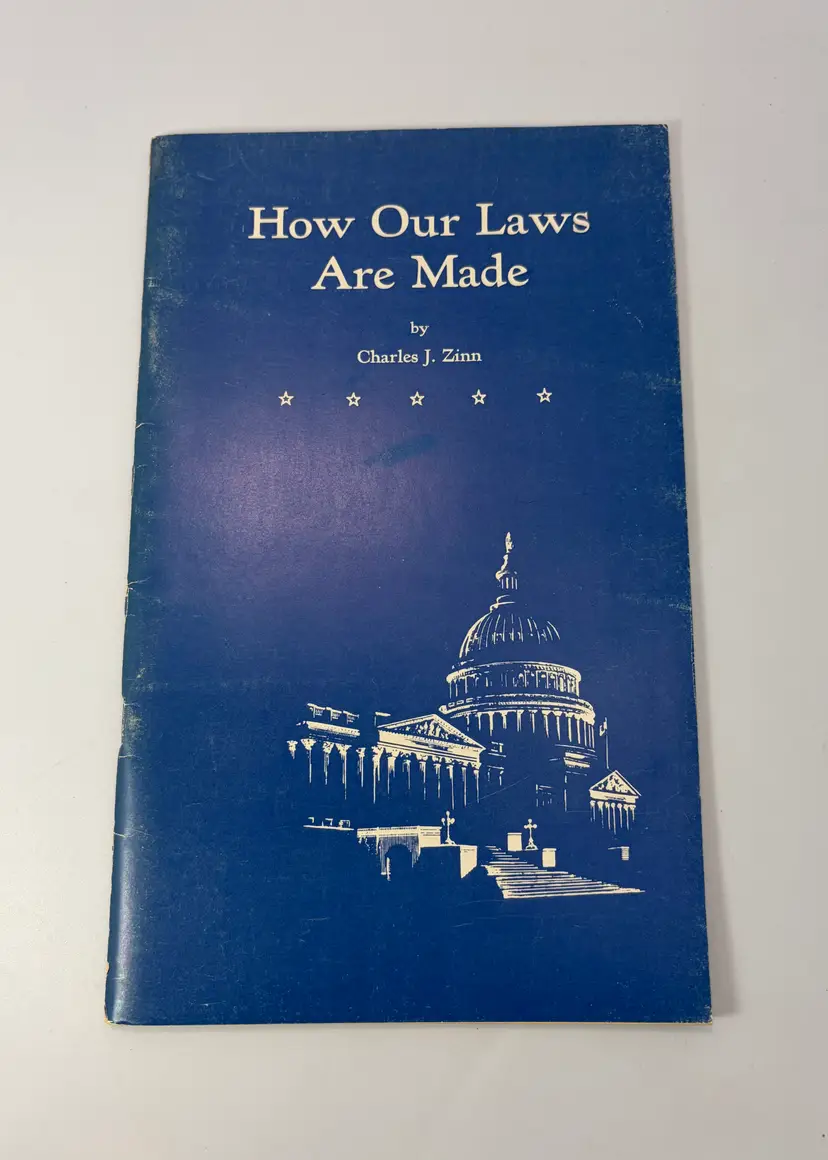 How Our Laws
Are Made
by
Charles J. Zinn